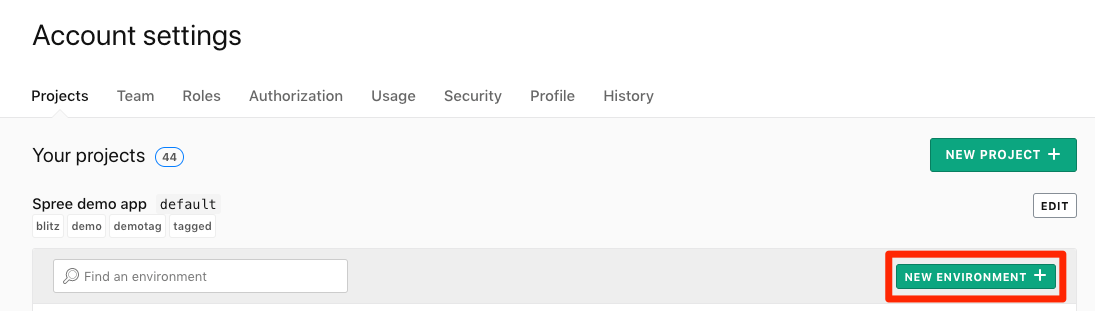 Account settings
Projects Team Roles Authorization Usage Security Profile History
Your projects 44 NEW PROJECT +
Spree demo app default EDIT
blitz demo demotag tagged
Find an environment NEW ENVIRONMENT +